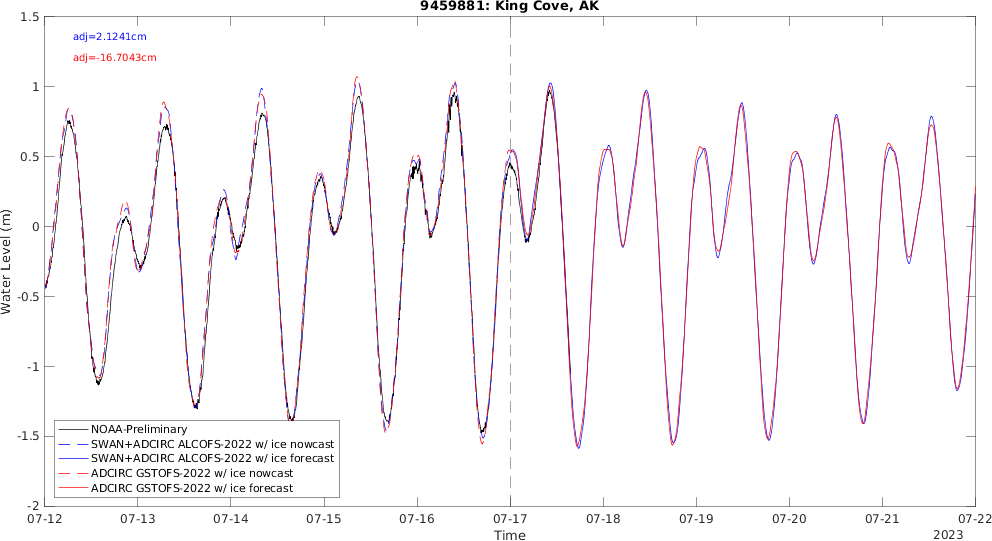 9459881: King Cove, AK
adj=2.1241cm
adj=-16.7043cm
1.5
1
0.5
0
-0.5
-1
-1.5
-2
Water Level (m)
NOAA-Preliminary
SWAN+ADCIRC ALCOFS-2022 w/ ice nowcast
SWAN+ADCIRC ALCOFS-2022 w/ ice forecast
ADCIRC GSTOFS-2022 w/ ice nowcast
ADCIRC GSTOFS-2022 w/ ice forecast
07-12 07-13 07-14 07-15 07-16 07-17 07-18 07-19 07-20 07-21 07-22
Time
2023